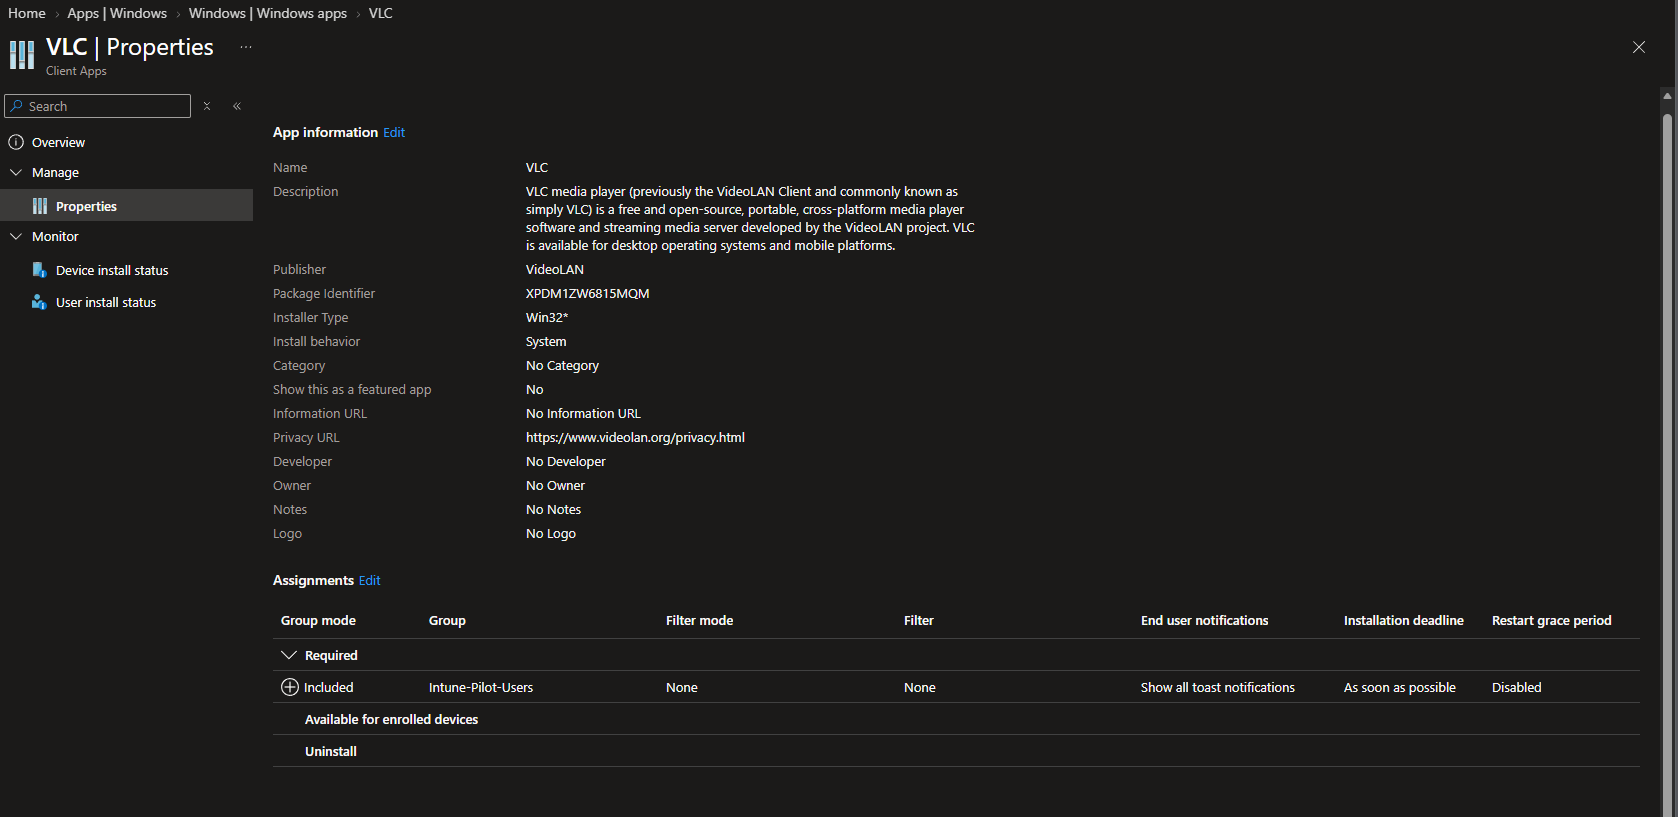 Home > Apps | Windows > Windows | Windows apps > VLC
VLC | Properties ...
Client Apps
Search
Overview
Manage
Properties
Monitor
Device install status
User install status
App information Edit
Name VLC
Description VLC media player (previously the VideoLAN Client and commonly known as
simply VLC) is a free and open-source, portable, cross-platform media player
software and streaming media server developed by the VideoLAN project. VLC
is available for desktop operating systems and mobile platforms.
Publisher VideoLAN
Package Identifier XPDM1ZW6815MQM
Installer Type Win32*
Install behavior System
Category No Category
Show this as a featured app No
Information URL No Information URL
Privacy URL https://www.videolan.org/privacy.html
Developer No Developer
Owner No Owner
Notes No Notes
Logo No Logo
Assignments Edit
Group mode Group Filter mode Filter End user notifications Installation deadline Restart grace period
Required
Included Intune-Pilot-Users None None Show all toast notifications As soon as possible Disabled
Available for enrolled devices
Uninstall